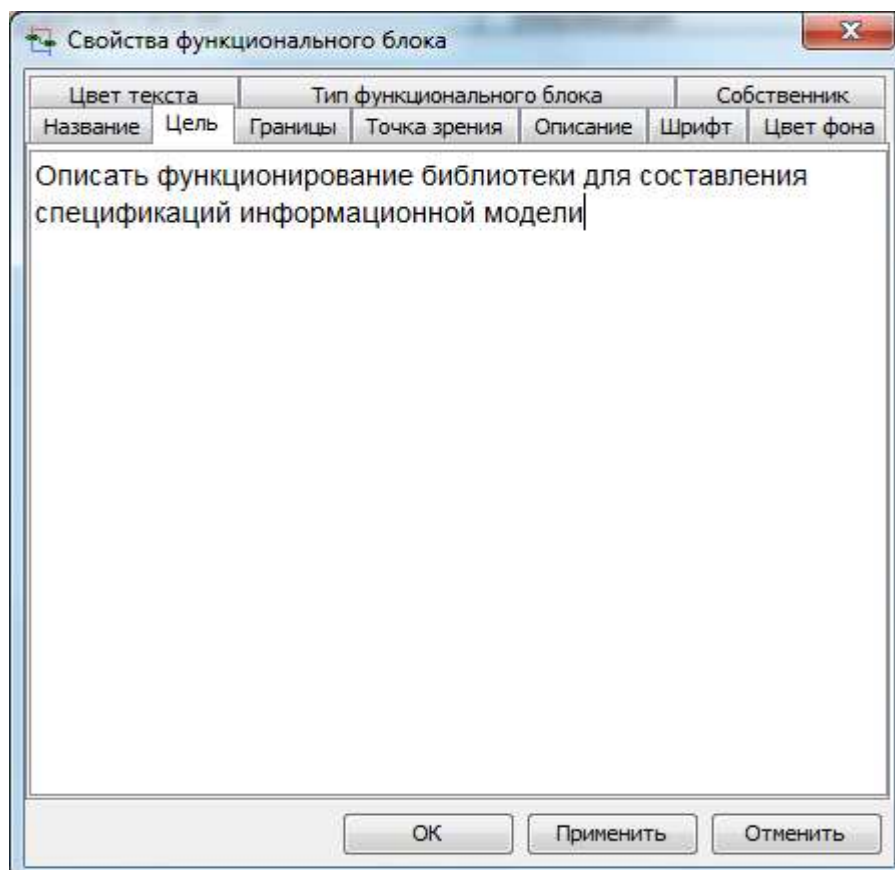 Свойства функционального блока
Цвет текста Тип функционального блока Собственник
Название Цель Границы Точка зрения Описание Шрифт Цвет фона
Описать функционирование библиотеки для составления
спецификаций информационной модели
OK Применить Отменить